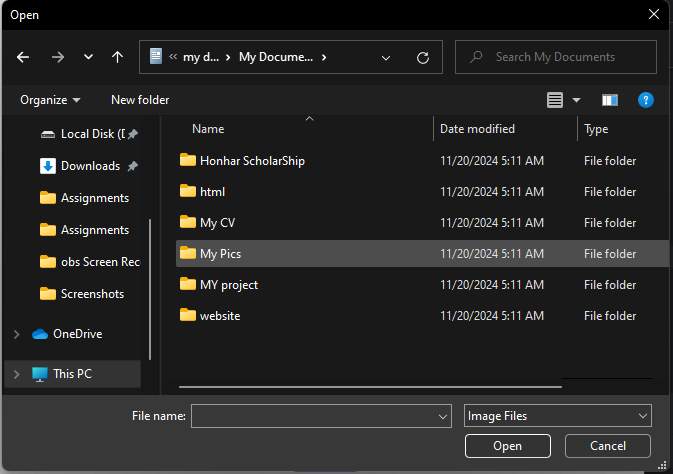 Open
« my d... › My Docume... ›
Search My Documents
Organize
New folder
?
Name
Date modified
Type
Local Disk (D
Downloads
Assignments
Assignments
obs Screen Rec
Screenshots
OneDrive
This PC
Honhar ScholarShip 11/20/2024 5:11 AM File folder
html 11/20/2024 5:11 AM File folder
My CV 11/20/2024 5:11 AM File folder
My Pics 11/20/2024 5:11 AM File folder
MY project 11/20/2024 5:11 AM File folder
website 11/20/2024 5:11 AM File folder
File name:
Image Files
Open
Cancel